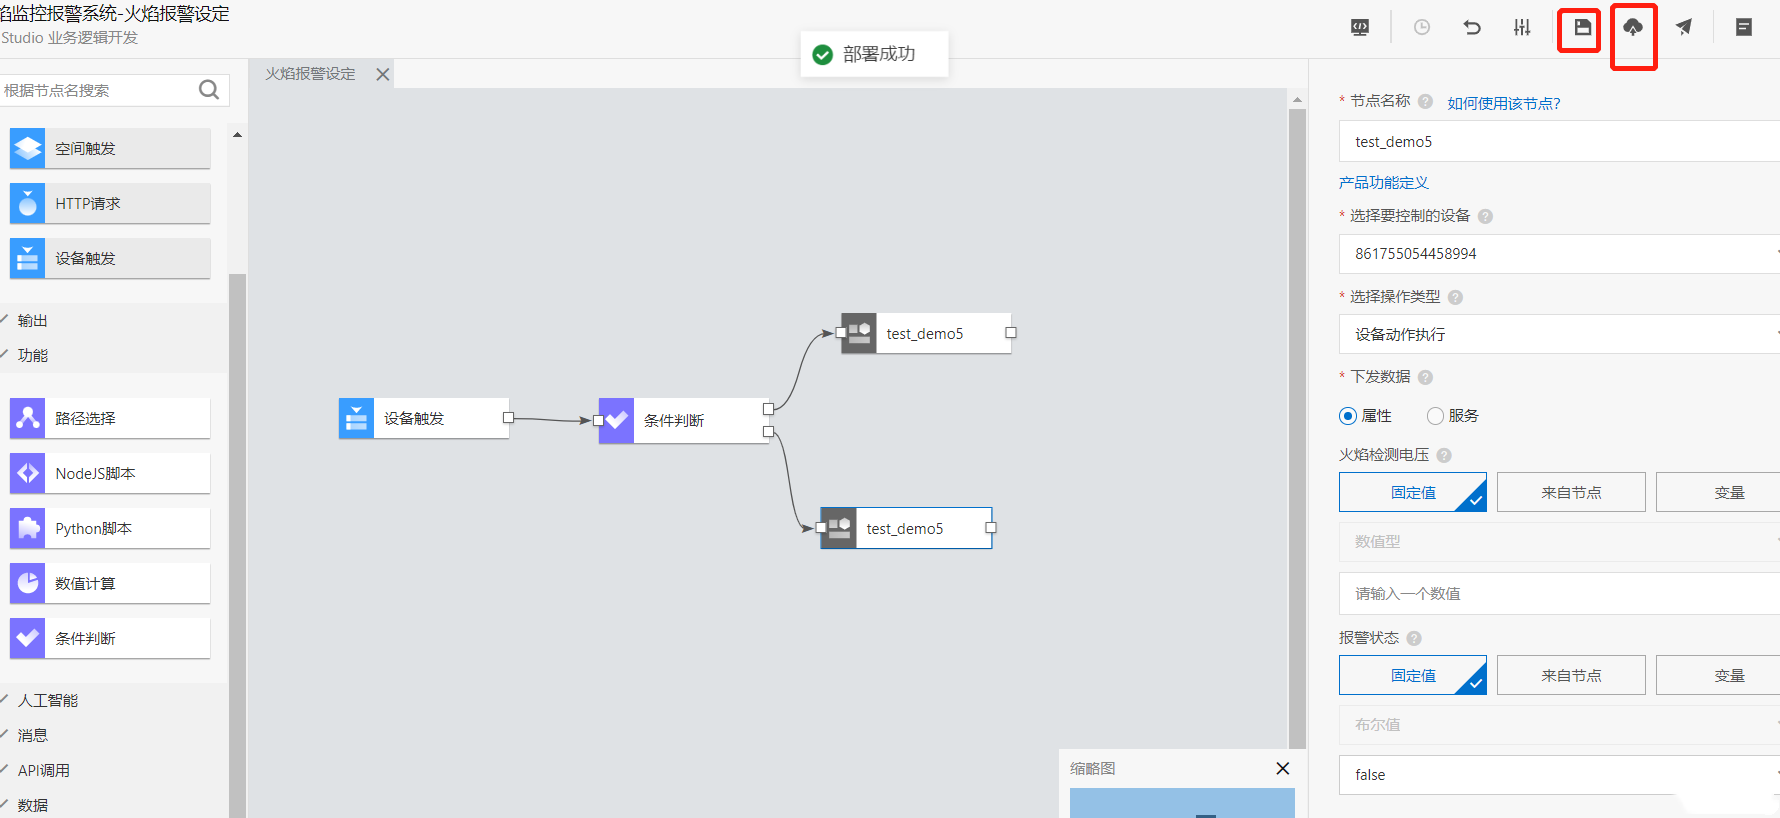 焰监控报警系统-火焰报警设定
Studio 业务逻辑开发
部署成功
根据节点名搜索
火焰报警设定
空间触发
HTTP请求
设备触发
输出
功能
路径选择
NodeJS脚本
Python脚本
数值计算
条件判断
人工智能
消息
API调用
数据
设备触发
条件判断
test_demo5
test_demo5
缩略图
* 节点名称 ? 如何使用该节点?
test_demo5
产品功能定义
* 选择要控制的设备 ?
861755054458994
* 选择操作类型 ?
设备动作执行
* 下发数据 ?
属性 服务
火焰检测电压 ?
固定值 来自节点 变量
数值型
请输入一个数值
报警状态 ?
固定值 来自节点 变量
布尔值
false